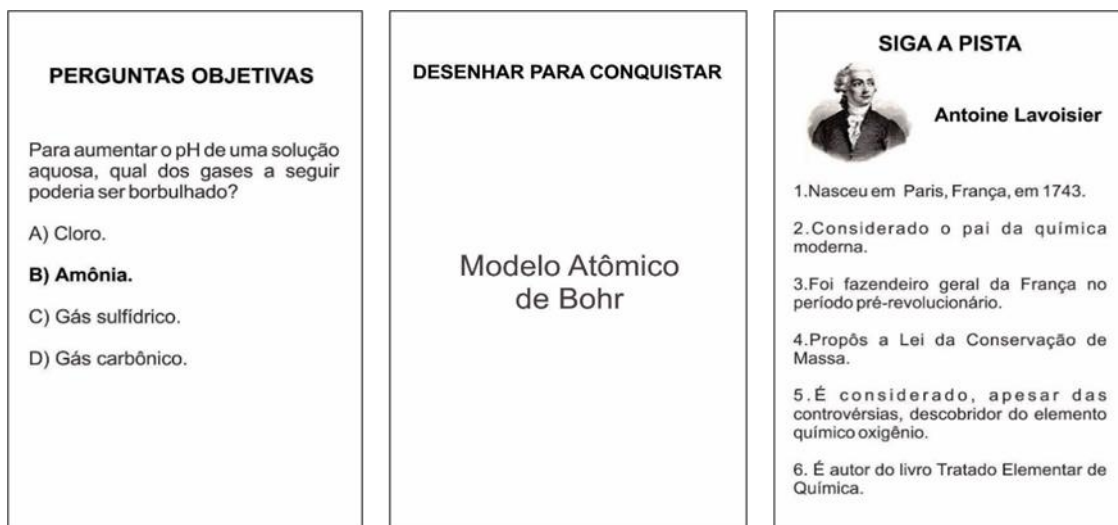 PERGUNTAS OBJETIVAS
Para aumentar o pH de uma solução
aquosa, qual dos gases a seguir
poderia ser borbulhado?
A) Cloro.
B) Amônia.
C) Gás sulfídrico.
D) Gás carbônico.
DESENHAR PARA CONQUISTAR
Modelo Atômico
de Bohr
SIGA A PISTA
Antoine Lavoisier
1.Nasceu em Paris, França, em 1743.
2.Considerado o pai da química
moderna.
3.Foi fazendeiro geral da França no
período pré-revolucionário.
4.Propôs a Lei da Conservação de
Massa.
5.É considerado, apesar das
controvérsias, descobridor do elemento
químico oxigênio.
6. É autor do livro Tratado Elementar de
Química.